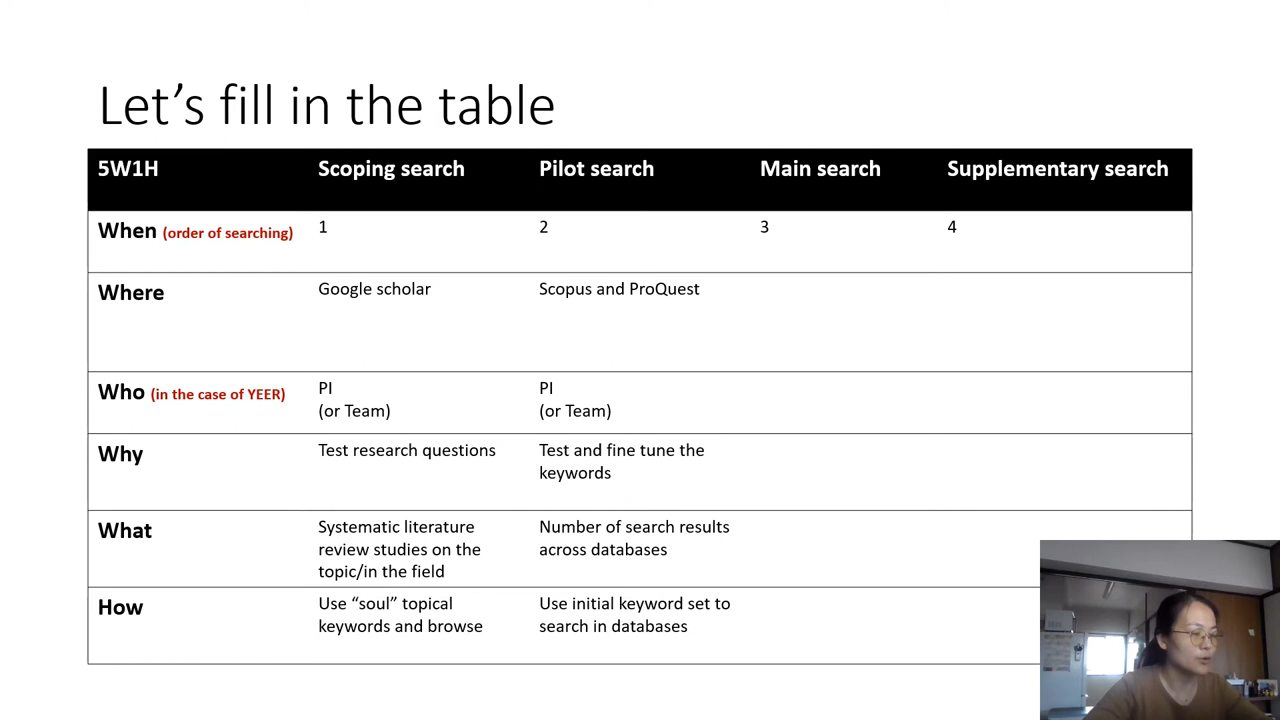 Let’s fill in the table
5W1H Scoping search Pilot search Main search Supplementary search
When (order of searching) 1 2 3 4
Where Google scholar Scopus and ProQuest
Who (in the case of YEER) PI PI
(or Team) (or Team)
Why Test research questions Test and fine tune the
keywords
What Systematic literature Number of search results
review studies on the across databases
topic/in the field
How Use “soul” topical Use initial keyword set to
keywords and browse search in databases